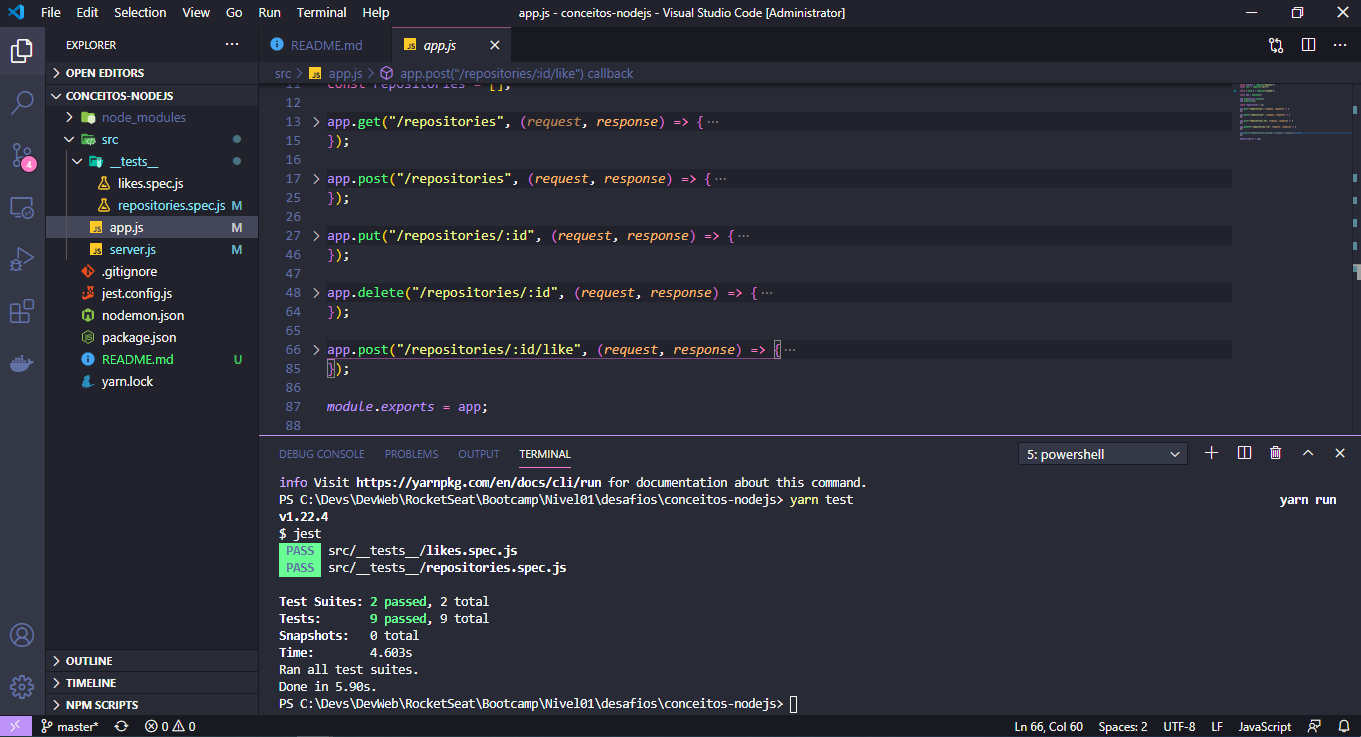 File Edit Selection View Go Run Terminal Help
app.js - conceitos-nodejs - Visual Studio Code [Administrator]
EXPLORER
OPEN EDITORS
CONCEITOS-NODEJS
node_modules
src
__tests__
likes.spec.js
repositories.spec.js M
app.js M
server.js M
.gitignore
jest.config.js
nodemon.json
package.json
README.md U
yarn.lock
OUTLINE
TIMELINE
NPM SCRIPTS
4
README.md
app.js
src > app.js > app.post("/repositories/:id/like") callback
11 const repositories = [];
12
13 app.get("/repositories", (request, response) => {···
15 });
16
17 app.post("/repositories", (request, response) => {···
25 });
26
27 app.put("/repositories/:id", (request, response) => {···
46 });
47
48 app.delete("/repositories/:id", (request, response) => {···
64 });
65
66 app.post("/repositories/:id/like", (request, response) => {···
85 });
86
87 module.exports = app;
88
DEBUG CONSOLE PROBLEMS OUTPUT TERMINAL
5: powershell
info Visit https://yarnpkg.com/en/docs/cli/run for documentation about this command.
PS C:\Devs\DevWeb\RocketSeat\Bootcamp\Nivel01\desafios\conceitos-nodejs> yarn test yarn run
v1.22.4
$ jest
PASS src/__tests__/likes.spec.js
PASS src/__tests__/repositories.spec.js
Test Suites: 2 passed, 2 total
Tests: 9 passed, 9 total
Snapshots: 0 total
Time: 4.603s
Ran all test suites.
Done in 5.90s.
PS C:\Devs\DevWeb\RocketSeat\Bootcamp\Nivel01\desafios\conceitos-nodejs>
master* 0 0
Ln 66, Col 60 Spaces: 2 UTF-8 LF JavaScript